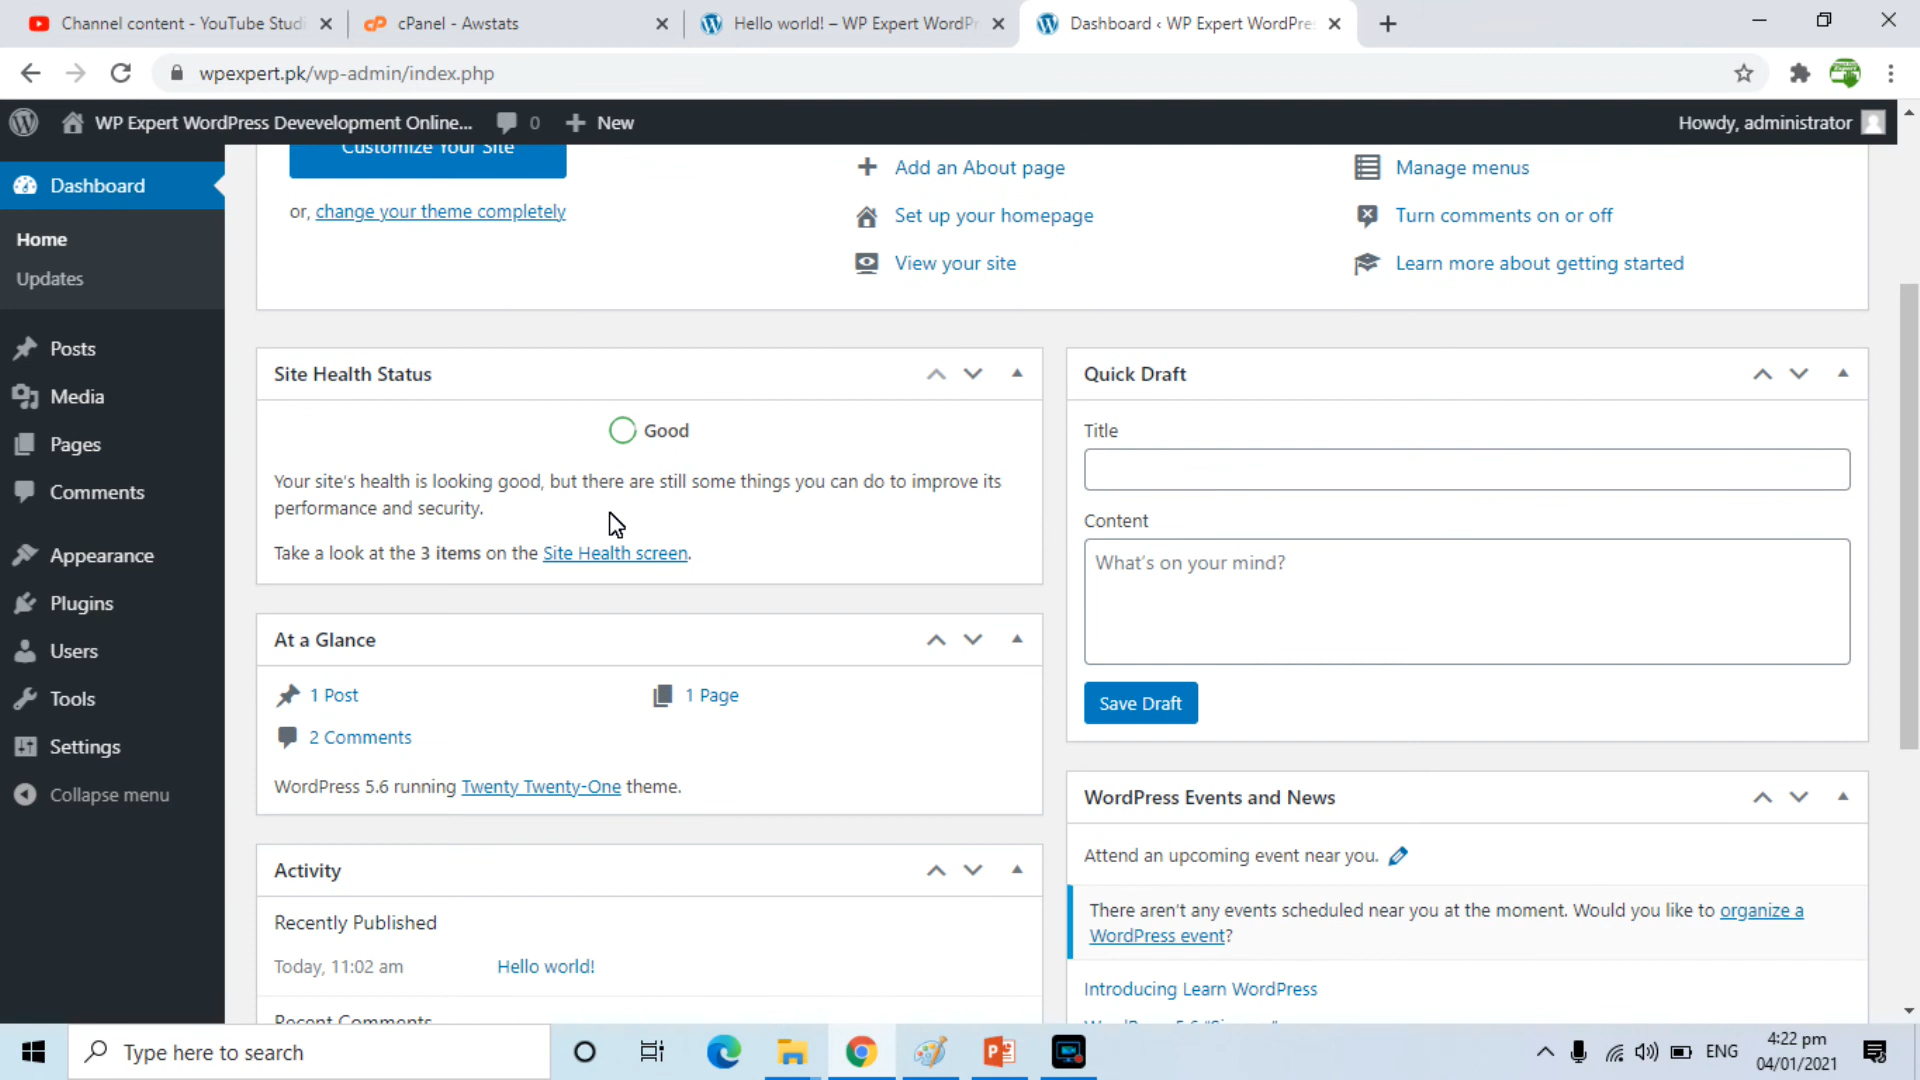 Channel content - YouTube Studi
cPanel - Awstats
Hello world! – WP Expert WordPr
Dashboard ‹ WP Expert WordPres
wpexpert.pk/wp-admin/index.php
WP Expert WordPress Devevelopment Online...
0
New
Howdy, administrator
Dashboard
Home
Updates
Posts
Media
Pages
Comments
Appearance
Plugins
Users
Tools
Settings
Collapse menu
Customize Your Site
or, change your theme completely
Add an About page
Set up your homepage
View your site
Manage menus
Turn comments on or off
Learn more about getting started
Site Health Status
Good
Your site's health is looking good, but there are still some things you can do to improve its
performance and security.
Take a look at the 3 items on the Site Health screen.
At a Glance
1 Post
1 Page
2 Comments
WordPress 5.6 running Twenty Twenty-One theme.
Activity
Recently Published
Today, 11:02 am
Hello world!
Recent Comments
Quick Draft
Title
Content
What's on your mind?
Save Draft
WordPress Events and News
Attend an upcoming event near you.
There aren't any events scheduled near you at the moment. Would you like to organize a
WordPress event?
Introducing Learn WordPress
WordPress 5.6 "Simone"
Type here to search
ENG
4:22 pm
04/01/2021